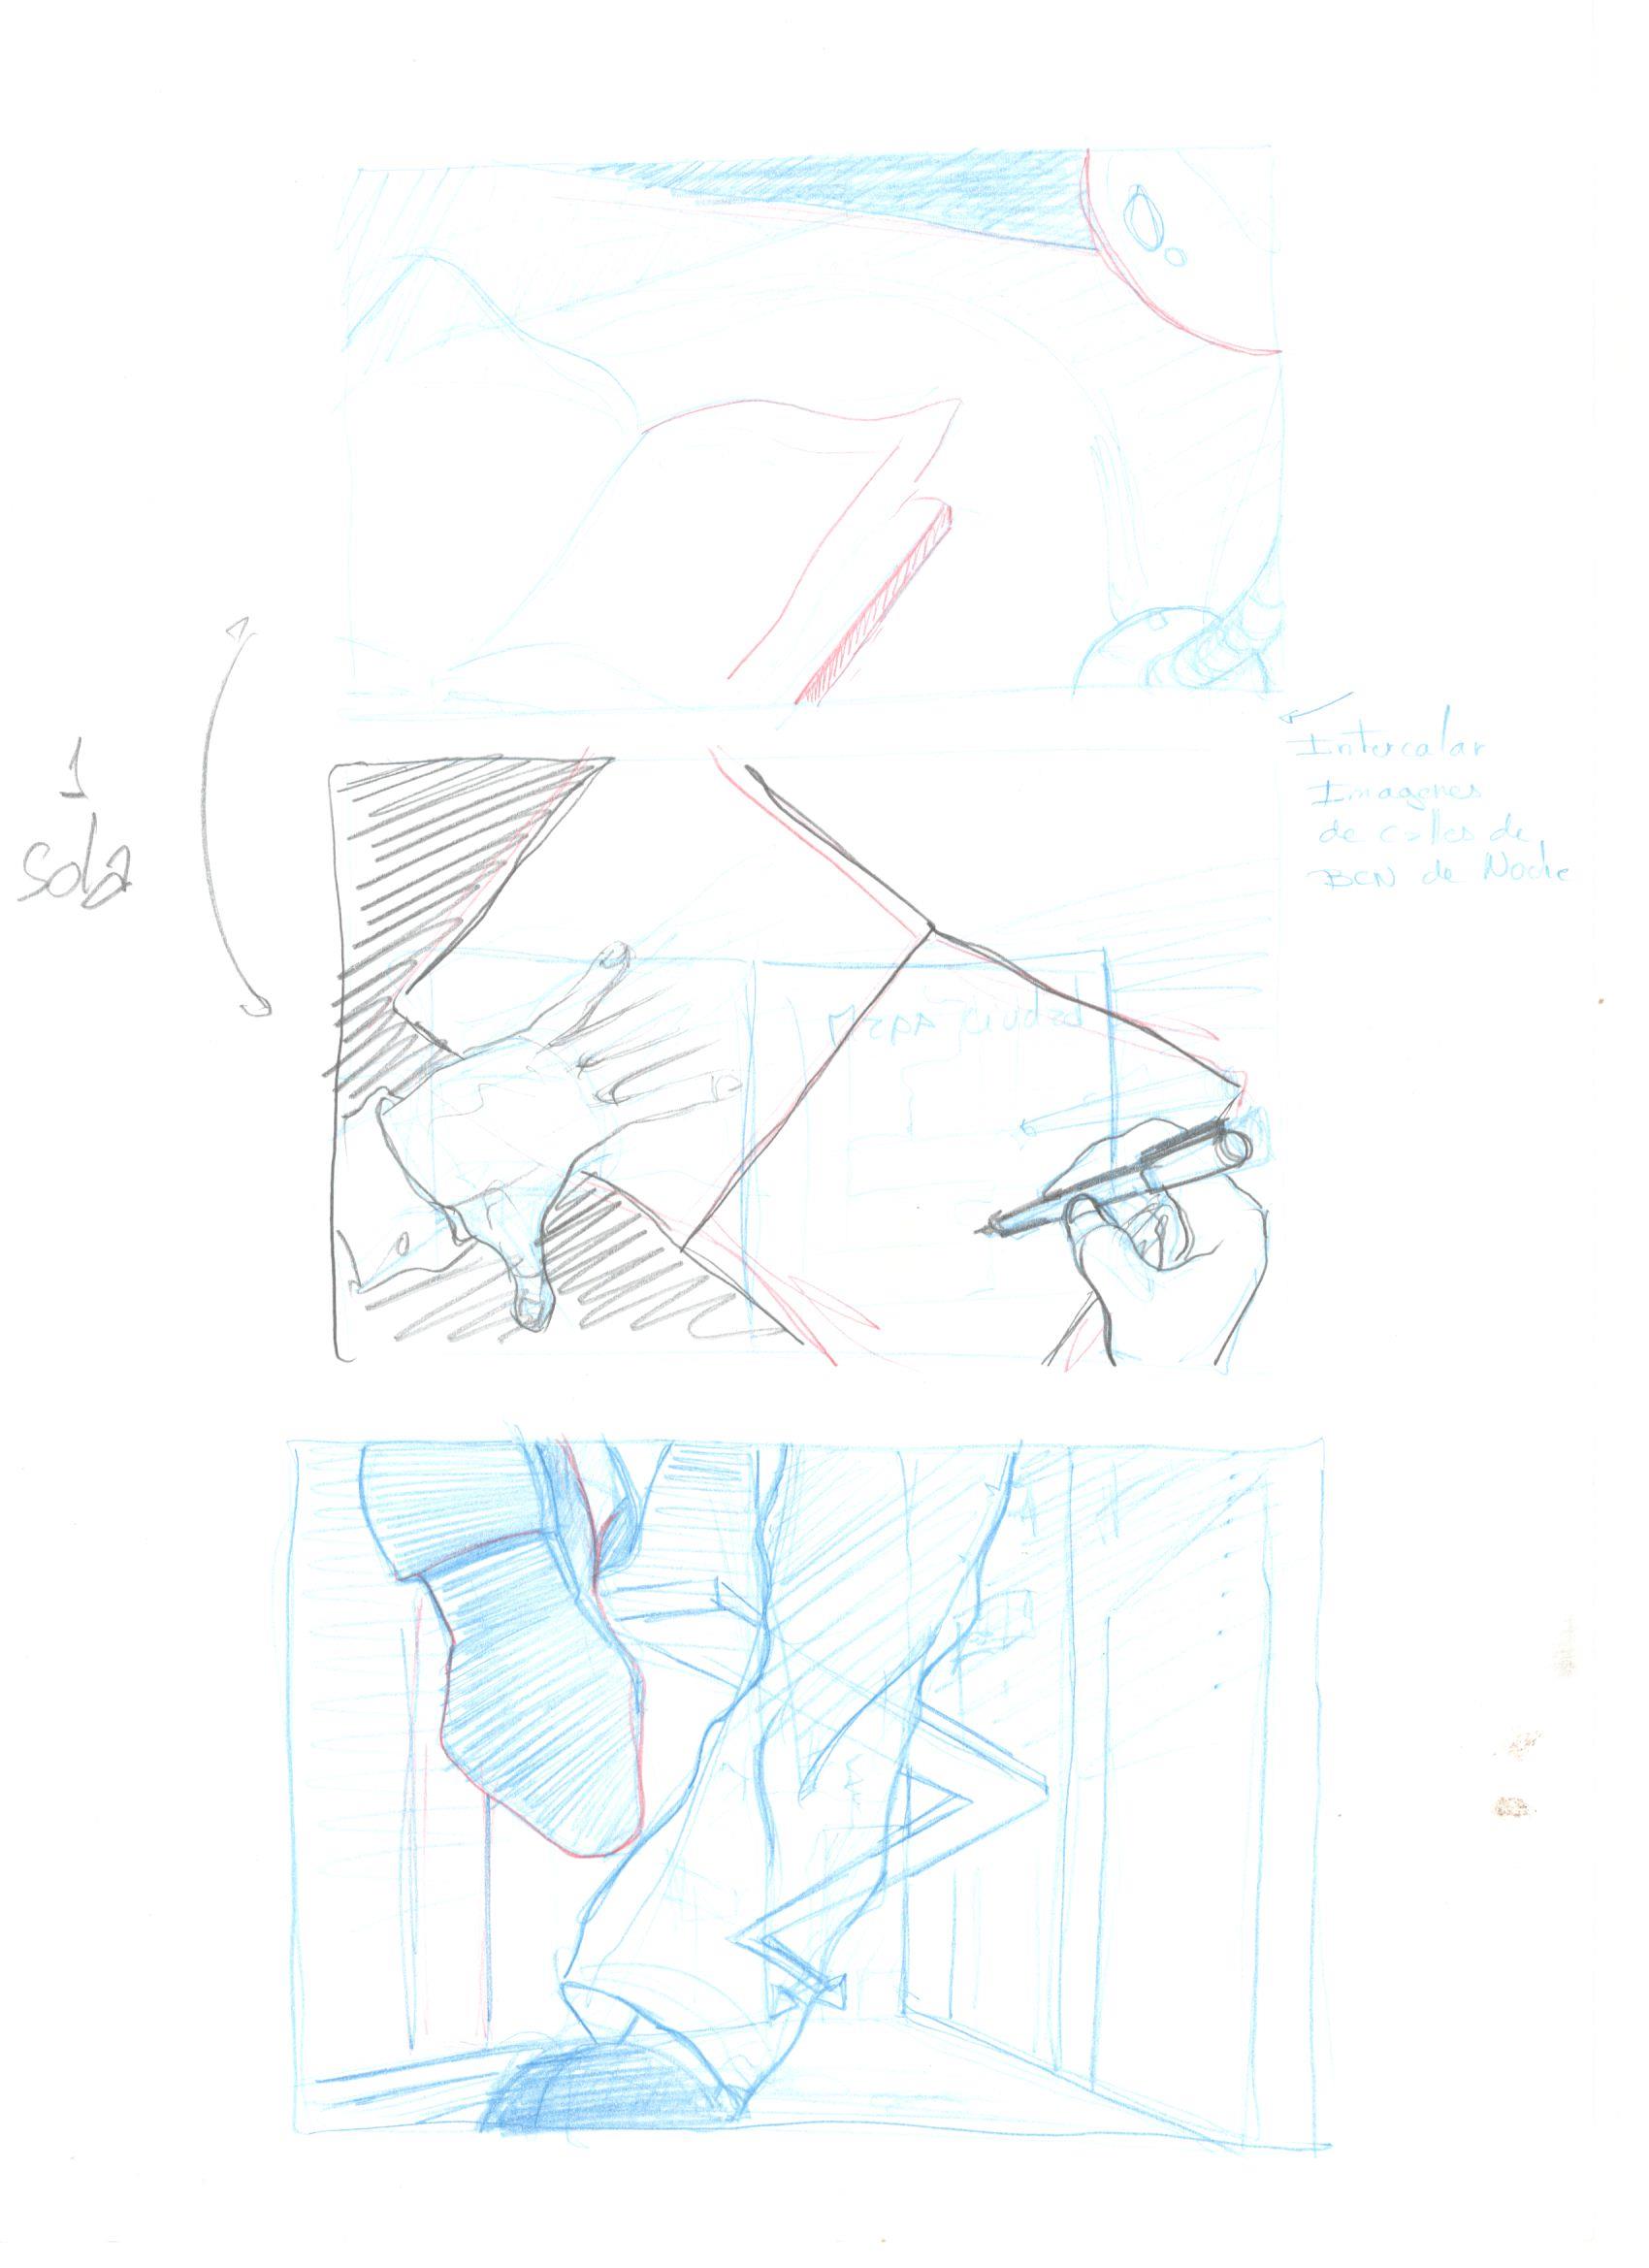 1
sola
Intercalar
Imagenes
de calles de
BCN de Noche
Mapa Ciudad